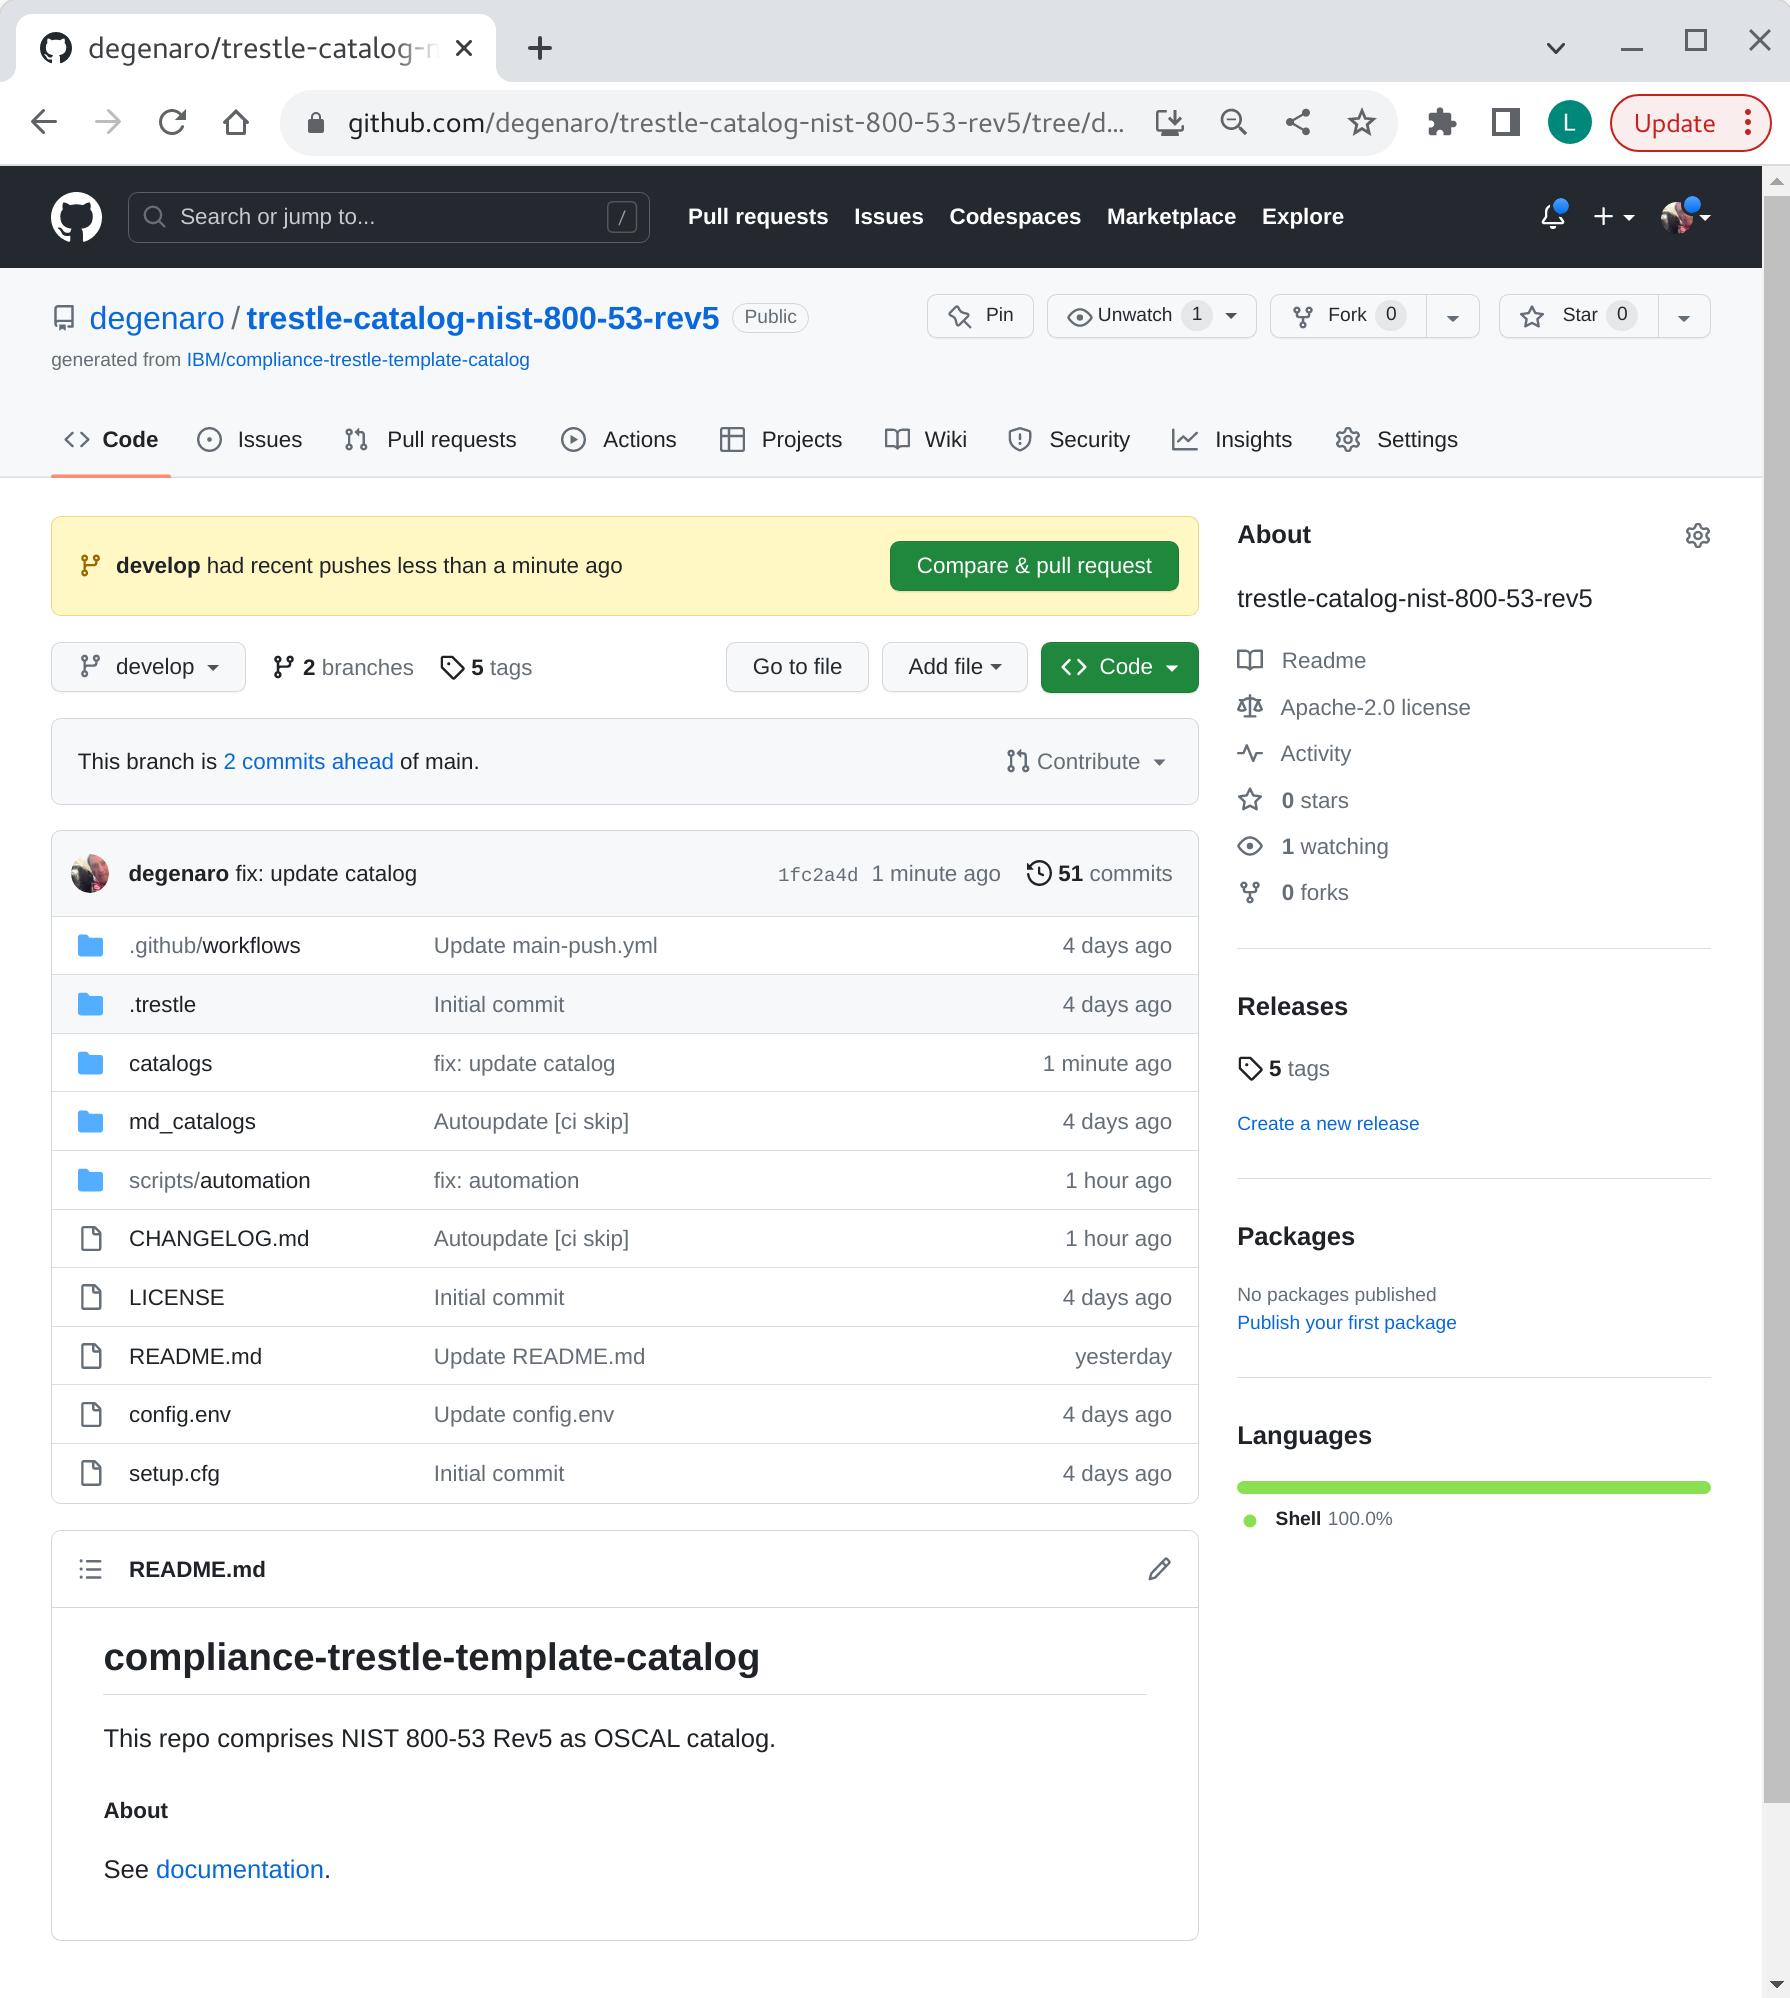 degenaro/trestle-catalog-n
github.com/degenaro/trestle-catalog-nist-800-53-rev5/tree/d...
L
Update
Search or jump to...
/
Pull requests
Issues
Codespaces
Marketplace
Explore
degenaro / trestle-catalog-nist-800-53-rev5
Public
Pin
Unwatch 1
Fork 0
Star 0
generated from IBM/compliance-trestle-template-catalog
Code
Issues
Pull requests
Actions
Projects
Wiki
Security
Insights
Settings
develop had recent pushes less than a minute ago
Compare & pull request
develop
2 branches
5 tags
Go to file
Add file
Code
This branch is 2 commits ahead of main.
Contribute
degenaro fix: update catalog
1fc2a4d 1 minute ago
51 commits
.github/workflows
Update main-push.yml
4 days ago
.trestle
Initial commit
4 days ago
catalogs
fix: update catalog
1 minute ago
md_catalogs
Autoupdate [ci skip]
4 days ago
scripts/automation
fix: automation
1 hour ago
CHANGELOG.md
Autoupdate [ci skip]
1 hour ago
LICENSE
Initial commit
4 days ago
README.md
Update README.md
yesterday
config.env
Update config.env
4 days ago
setup.cfg
Initial commit
4 days ago
README.md
compliance-trestle-template-catalog
This repo comprises NIST 800-53 Rev5 as OSCAL catalog.
About
See documentation.
About
trestle-catalog-nist-800-53-rev5
Readme
Apache-2.0 license
Activity
0 stars
1 watching
0 forks
Releases
5 tags
Create a new release
Packages
No packages published
Publish your first package
Languages
Shell 100.0%